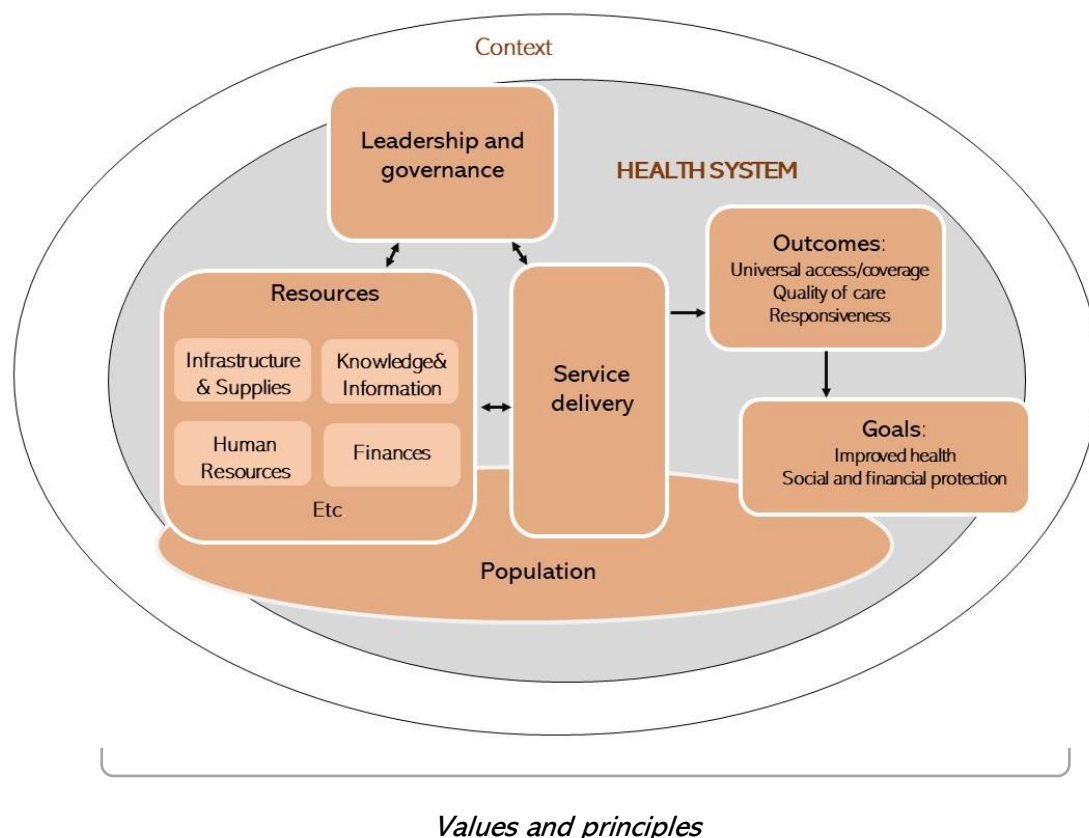 Context
Leadership and
governance
HEALTH SYSTEM
Outcomes:
Universal access/coverage
Quality of care
Responsiveness
Resources
Infrastructure
& Supplies
Knowledge&
Information
Human
Resources
Finances
Etc
Service
delivery
Goals:
Improved health
Social and financial protection
Population
Values and principles